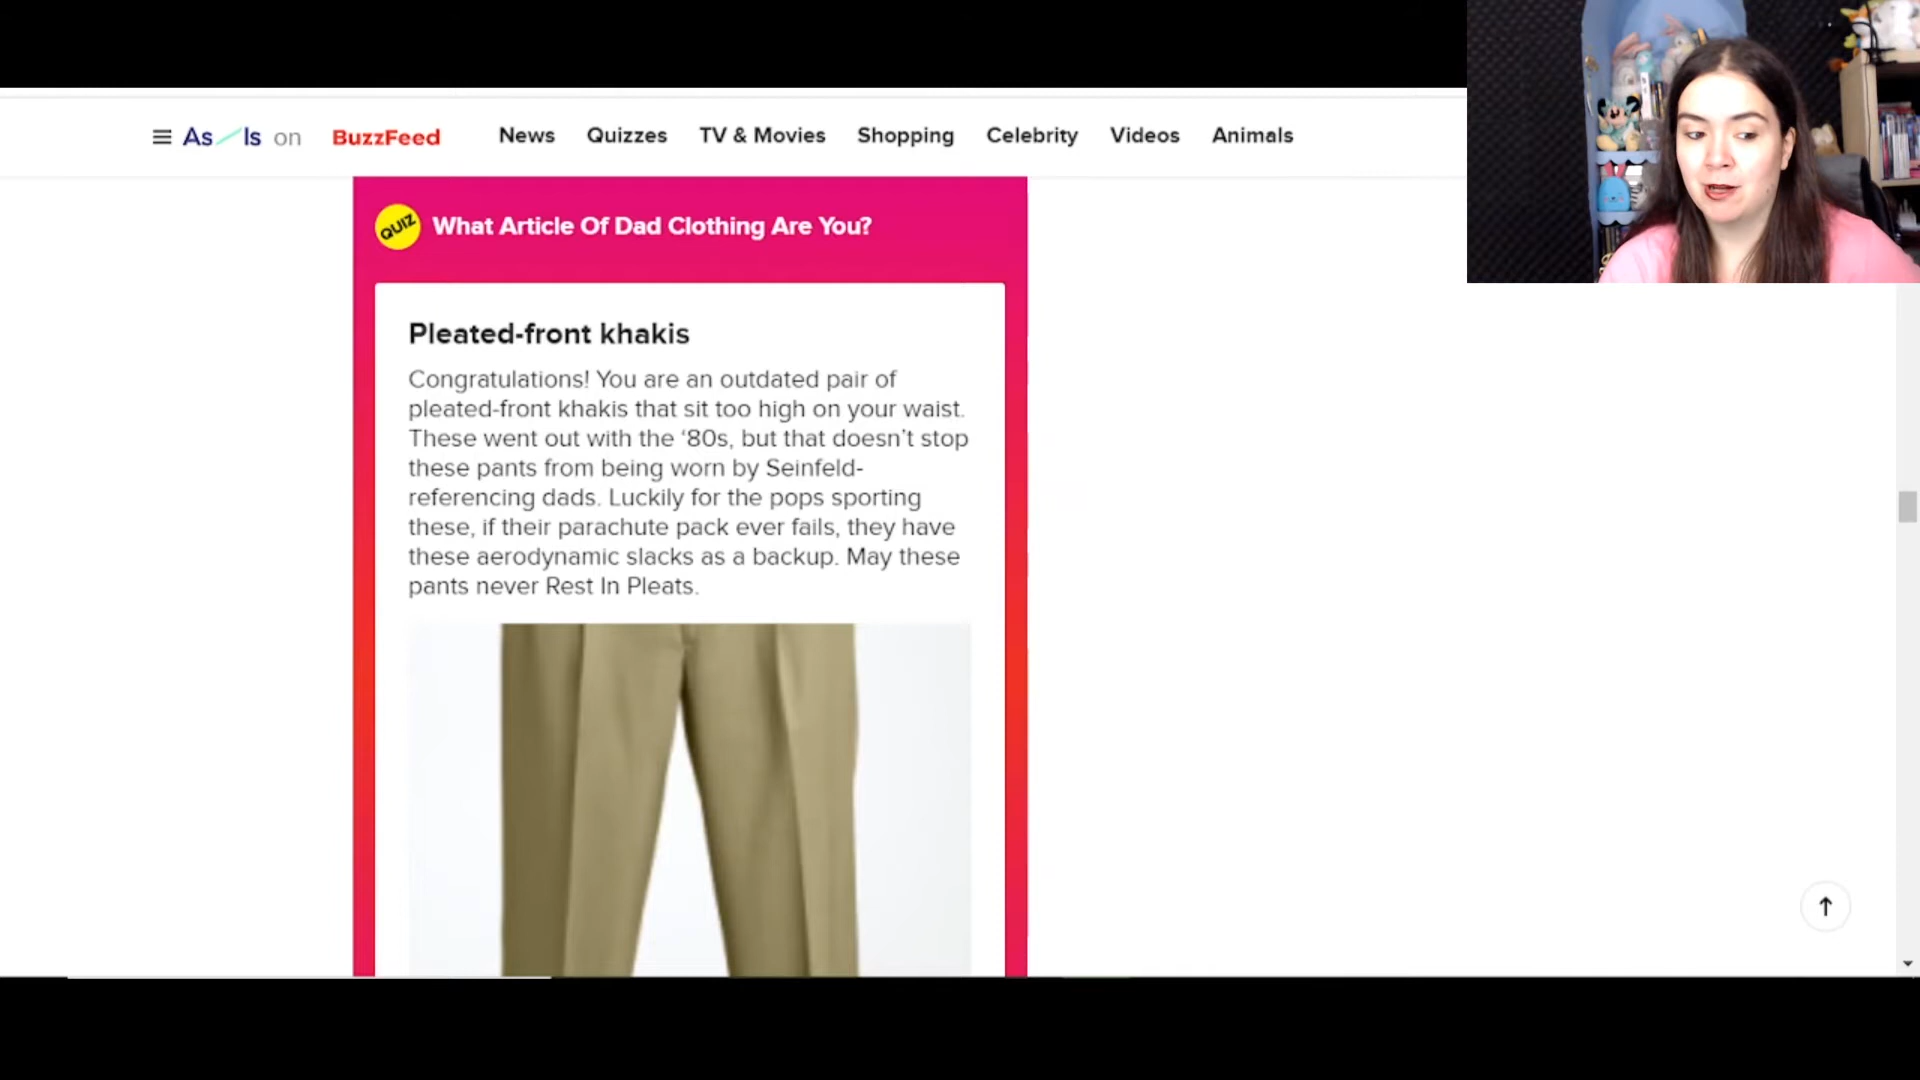 As Is on BuzzFeed News Quizzes TV & Movies Shopping Celebrity Videos Animals
QUIZ What Article Of Dad Clothing Are You?
Pleated-front khakis
Congratulations! You are an outdated pair of
pleated-front khakis that sit too high on your waist.
These went out with the ‘80s, but that doesn’t stop
these pants from being worn by Seinfeld-
referencing dads. Luckily for the pops sporting
these, if their parachute pack ever fails, they have
these aerodynamic slacks as a backup. May these
pants never Rest In Pleats.